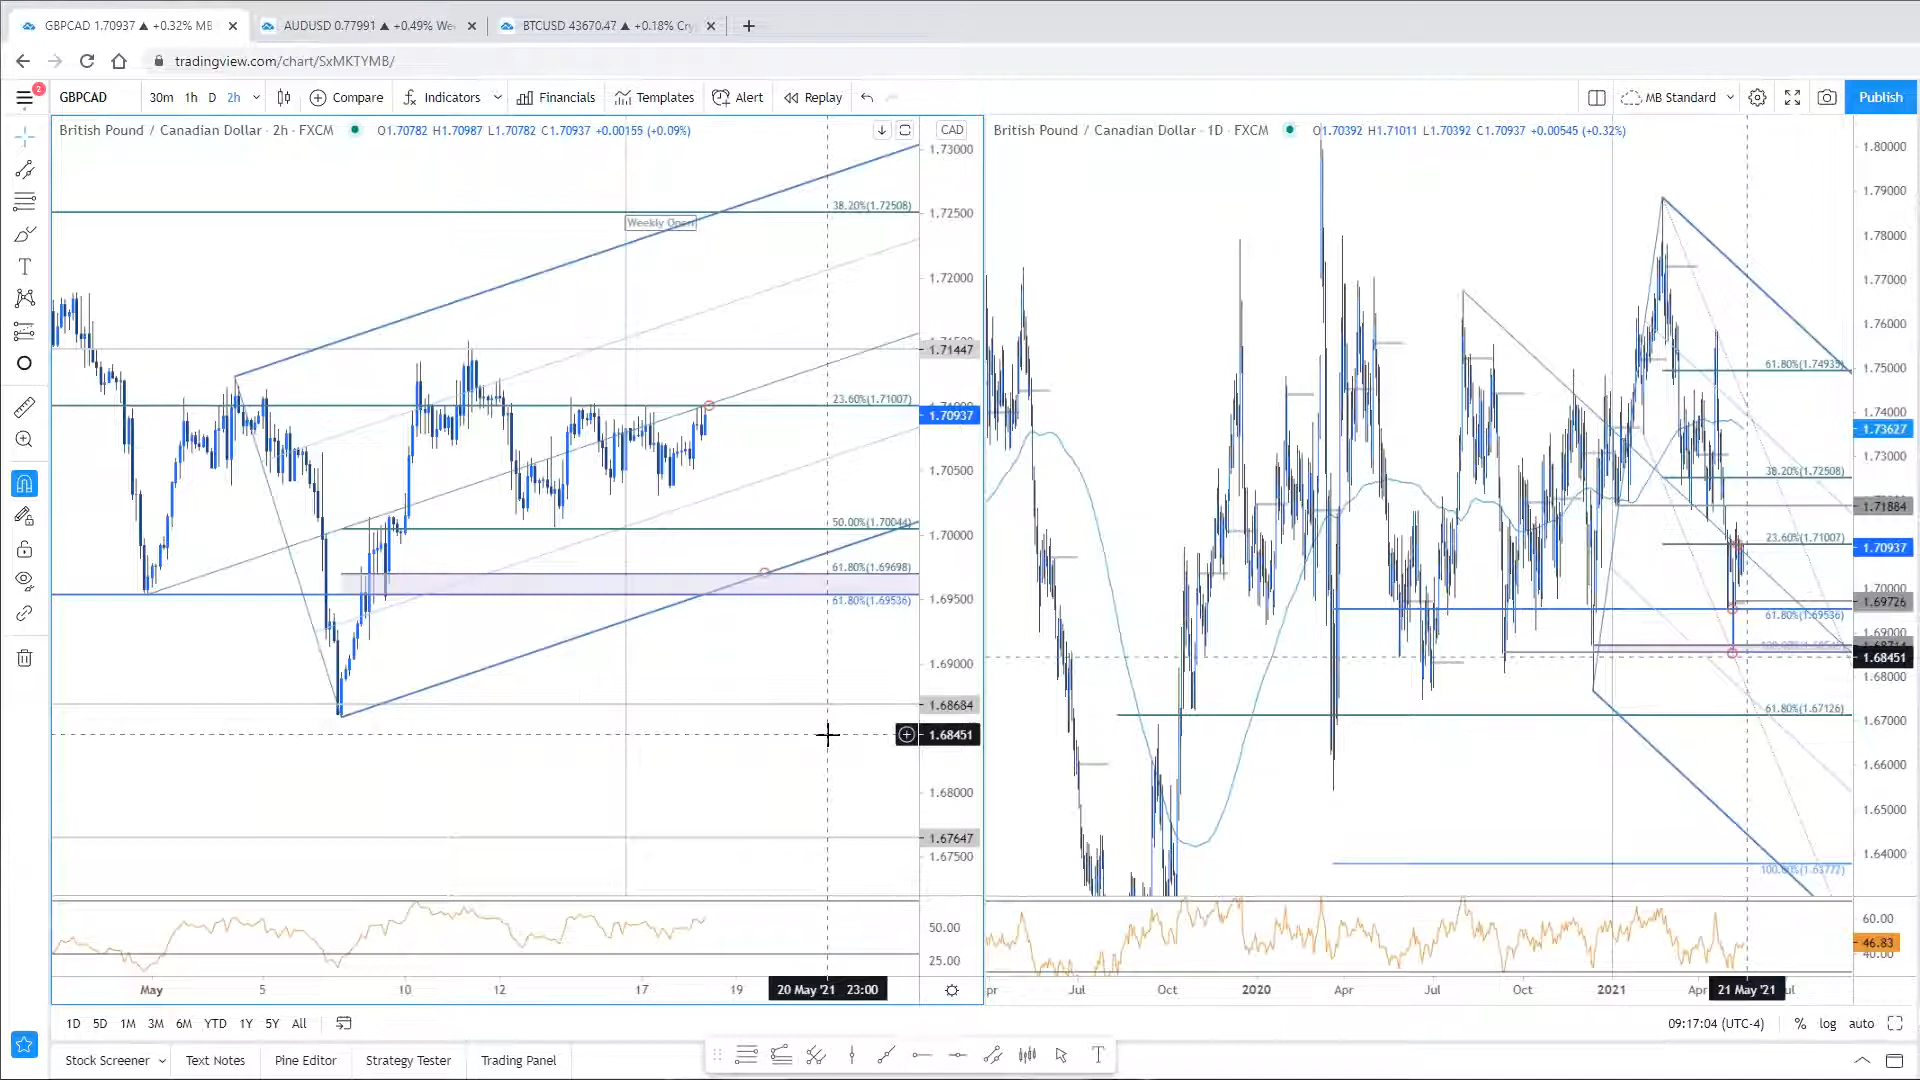 GBPCAD 1.70937 ▲ +0.32% MB
AUDUSD 0.77991 ▲ +0.49% We
BTCUSD 43670.47 ▲ +0.18% Cry
tradingview.com/chart/SxMKTYMB/
2
GBPCAD
30m 1h D 2h
Compare
Indicators
Financials
Templates
Alert
Replay
MB Standard
Publish
British Pound / Canadian Dollar · 2h · FXCM
O1.70782 H1.70987 L1.70782 C1.70937 +0.00155 (+0.09%)
CAD
1.73000
38.20%(1.72508)
1.72500
Weekly Open
1.72000
1.71447
23.60%(1.71007)
1.70937
1.70500
50.00%(1.70044)
1.70000
61.80%(1.69698)
61.80%(1.69536)
1.69500
1.69000
1.68684
1.68451
1.68000
1.67647
1.67500
50.00
25.00
May 5 10 12 17 19
20 May '21 23:00
British Pound / Canadian Dollar · 1D · FXCM
O1.70392 H1.71011 L1.70392 C1.70937 +0.00545 (+0.32%)
1.80000
1.79000
1.78000
1.77000
1.76000
61.80%(1.74935)
1.75000
1.74000
1.73627
1.73000
38.20%(1.72508)
1.71884
23.60%(1.71007)
1.70937
1.70000
1.69726
61.80%(1.69536)
1.69000
1.68451
1.68000
61.80%(1.67126)
1.67000
1.66000
1.65000
1.64000
100.00%(1.63772)
60.00
46.83
40.00
Jul Oct 2020 Apr Jul Oct 2021 Apr
21 May '21
1D 5D 1M 3M 6M YTD 1Y 5Y All
09:17:04 (UTC-4)
% log auto
Stock Screener
Text Notes
Pine Editor
Strategy Tester
Trading Panel